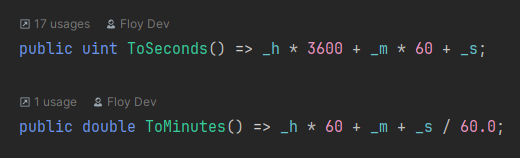 17 usages Floy Dev
public uint ToSeconds() => _h * 3600 + _m * 60 + _s;
1 usage Floy Dev
public double ToMinutes() => _h * 60 + _m + _s / 60.0;